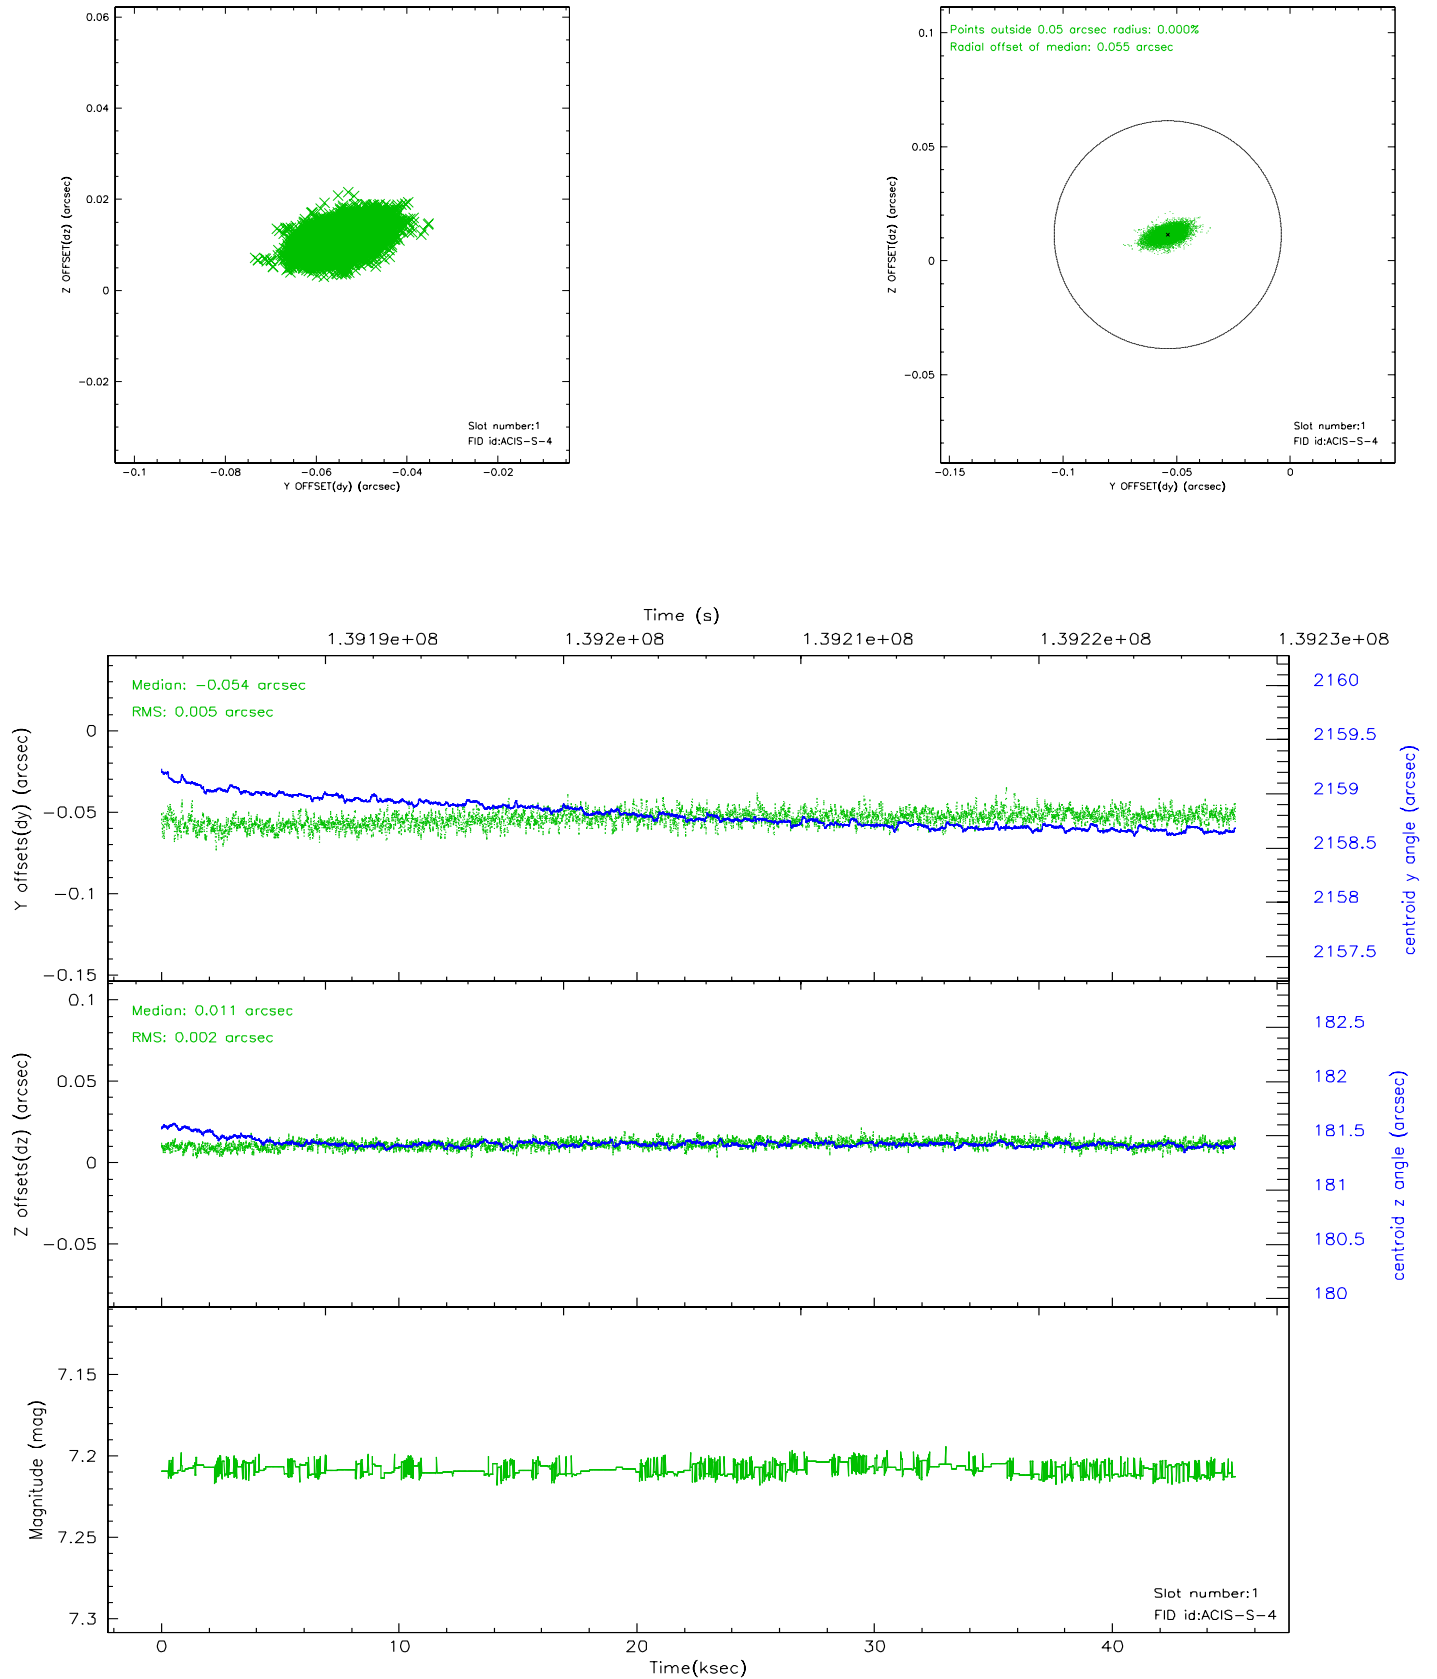 0.06
0.04
0.02
0
−0.02
Z OFFSET(dz) (arcsec)
Slot number:1
FID id:ACIS−S−4
−0.1
−0.08
−0.06
−0.04
−0.02
Y OFFSET(dy) (arcsec)
Points outside 0.05 arcsec radius: 0.000%
Radial offset of median: 0.055 arcsec
0.1
0.05
0
−0.05
Z OFFSET(dz) (arcsec)
Slot number:1
FID id:ACIS−S−4
−0.15
−0.1
−0.05
0
Y OFFSET(dy) (arcsec)
Time (s)
1.3919e+08
1.392e+08
1.3921e+08
1.3922e+08
1.3923e+08
Median: −0.054 arcsec
RMS: 0.005 arcsec
0
−0.05
−0.1
−0.15
Y offsets(dy) (arcsec)
2160
2159.5
2159
2158.5
2158
2157.5
centroid y angle (arcsec)
Median: 0.011 arcsec
RMS: 0.002 arcsec
0.1
0.05
0
−0.05
Z offsets(dz) (arcsec)
182.5
182
181.5
181
180.5
180
centroid z angle (arcsec)
7.15
7.2
7.25
7.3
Magnitude (mag)
Slot number:1
FID id:ACIS−S−4
0
10
20
30
40
Time(ksec)